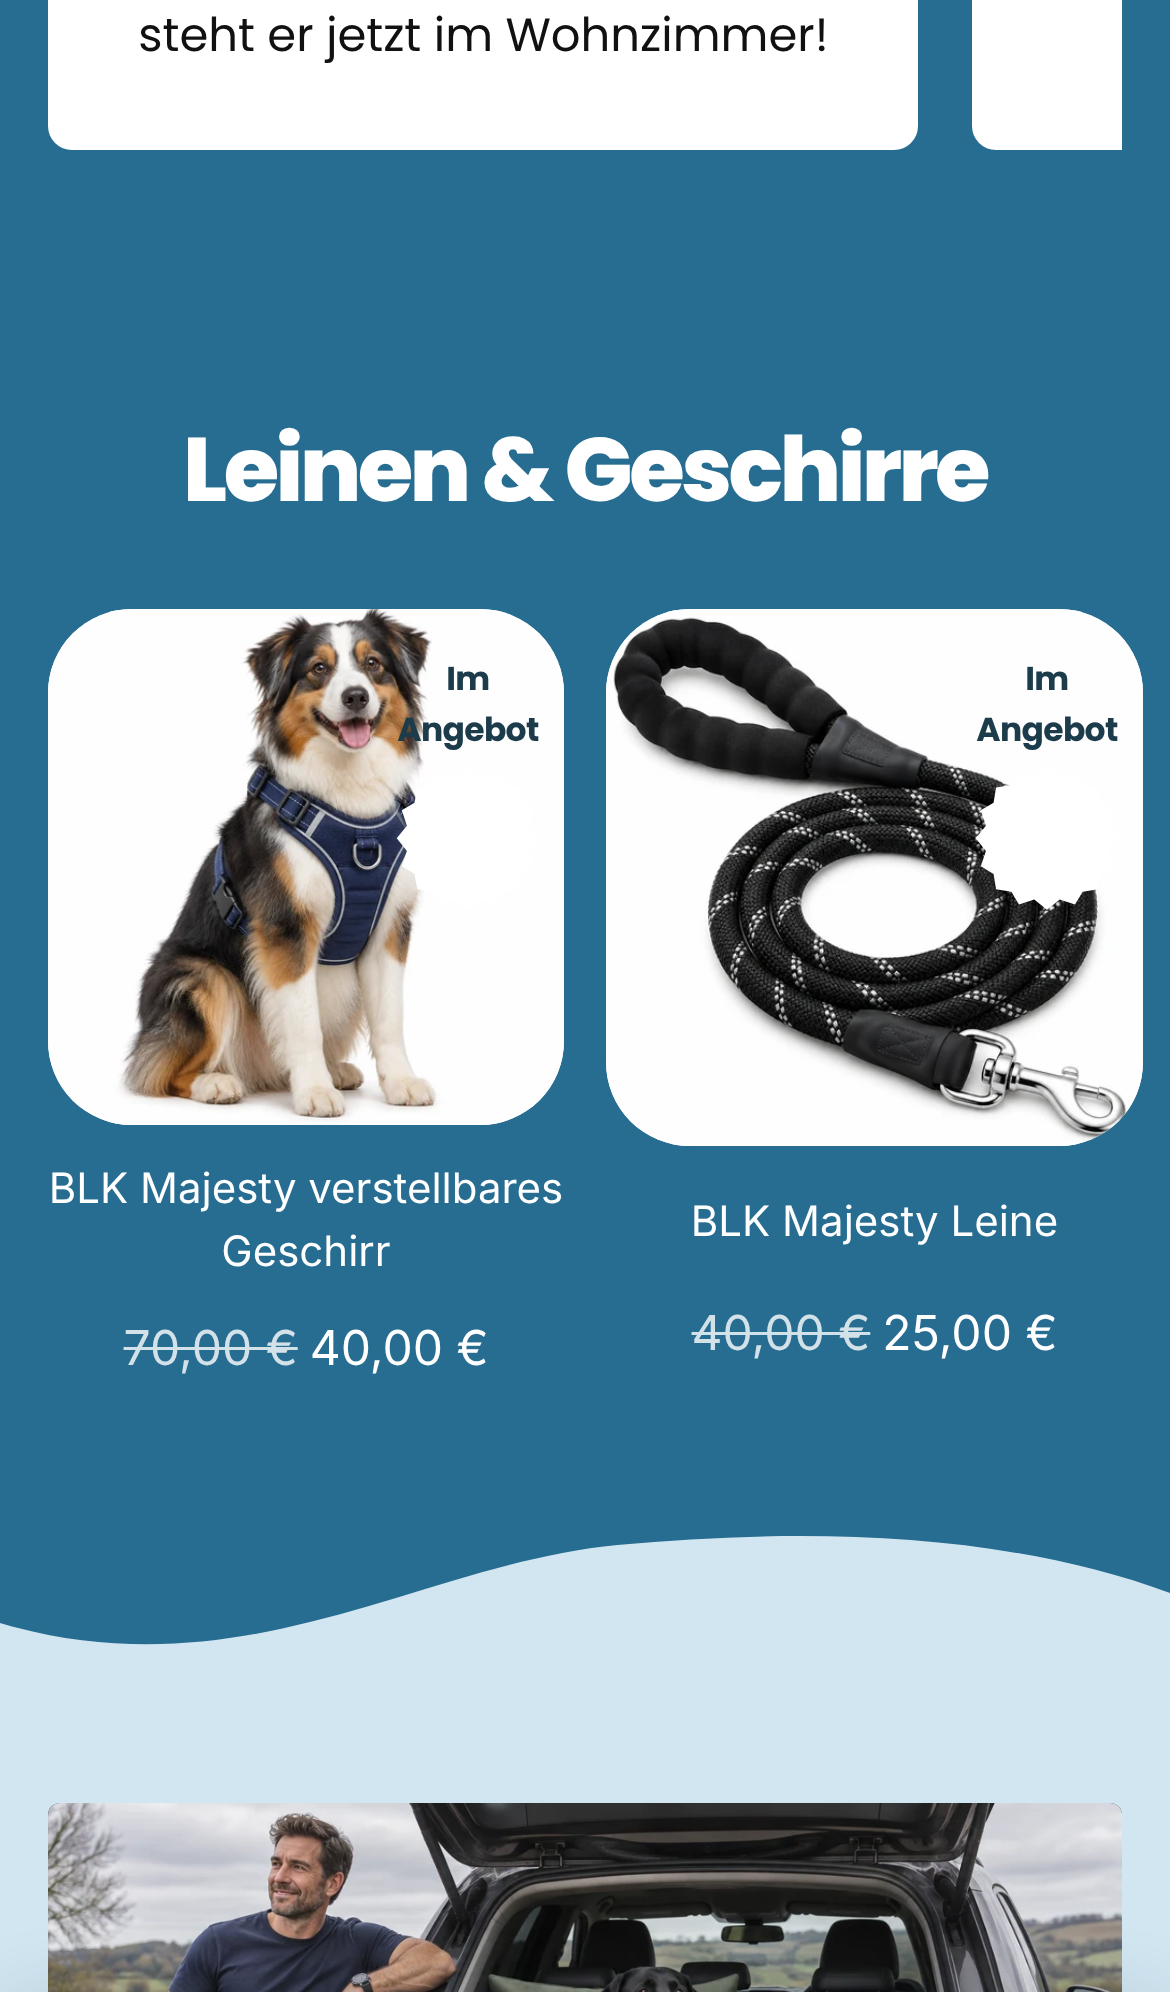 steht er jetzt im Wohnzimmer!
Leinen & Geschirre
Im
Angebot
Im
Angebot
BLK Majesty verstellbares
Geschirr
70,00 € 40,00 €
BLK Majesty Leine
40,00 € 25,00 €